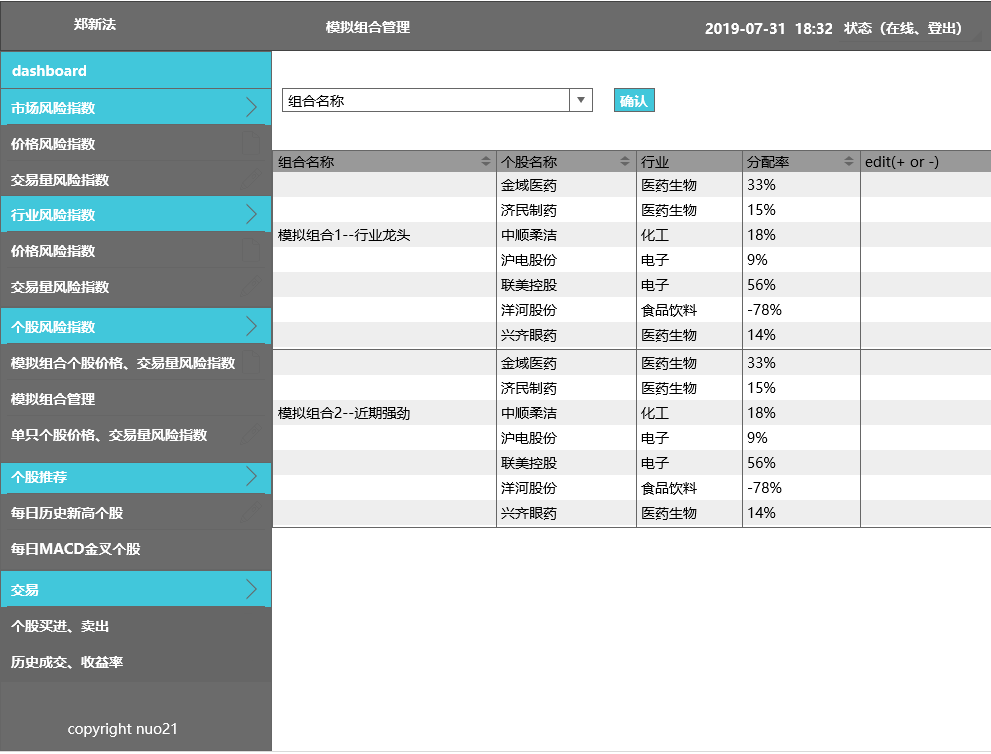 郑新法
模拟组合管理
2019-07-31 18:32 状态（在线、登出）
dashboard
市场风险指数
价格风险指数
交易量风险指数
行业风险指数
价格风险指数
交易量风险指数
个股风险指数
模拟组合个股价格、交易量风险指数
模拟组合管理
单只个股价格、交易量风险指数
个股推荐
每日历史新高个股
每日MACD金叉个股
交易
个股买进、卖出
历史成交、收益率
copyright nuo21
组合名称 确认
组合名称 个股名称 行业 分配率 edit(+ or -)
金域医药 医药生物 33%
济民制药 医药生物 15%
模拟组合1--行业龙头 中顺柔洁 化工 18%
沪电股份 电子 9%
联美控股 电子 56%
洋河股份 食品饮料 -78%
兴齐眼药 医药生物 14%
金域医药 医药生物 33%
济民制药 医药生物 15%
模拟组合2--近期强劲 中顺柔洁 化工 18%
沪电股份 电子 9%
联美控股 电子 56%
洋河股份 食品饮料 -78%
兴齐眼药 医药生物 14%